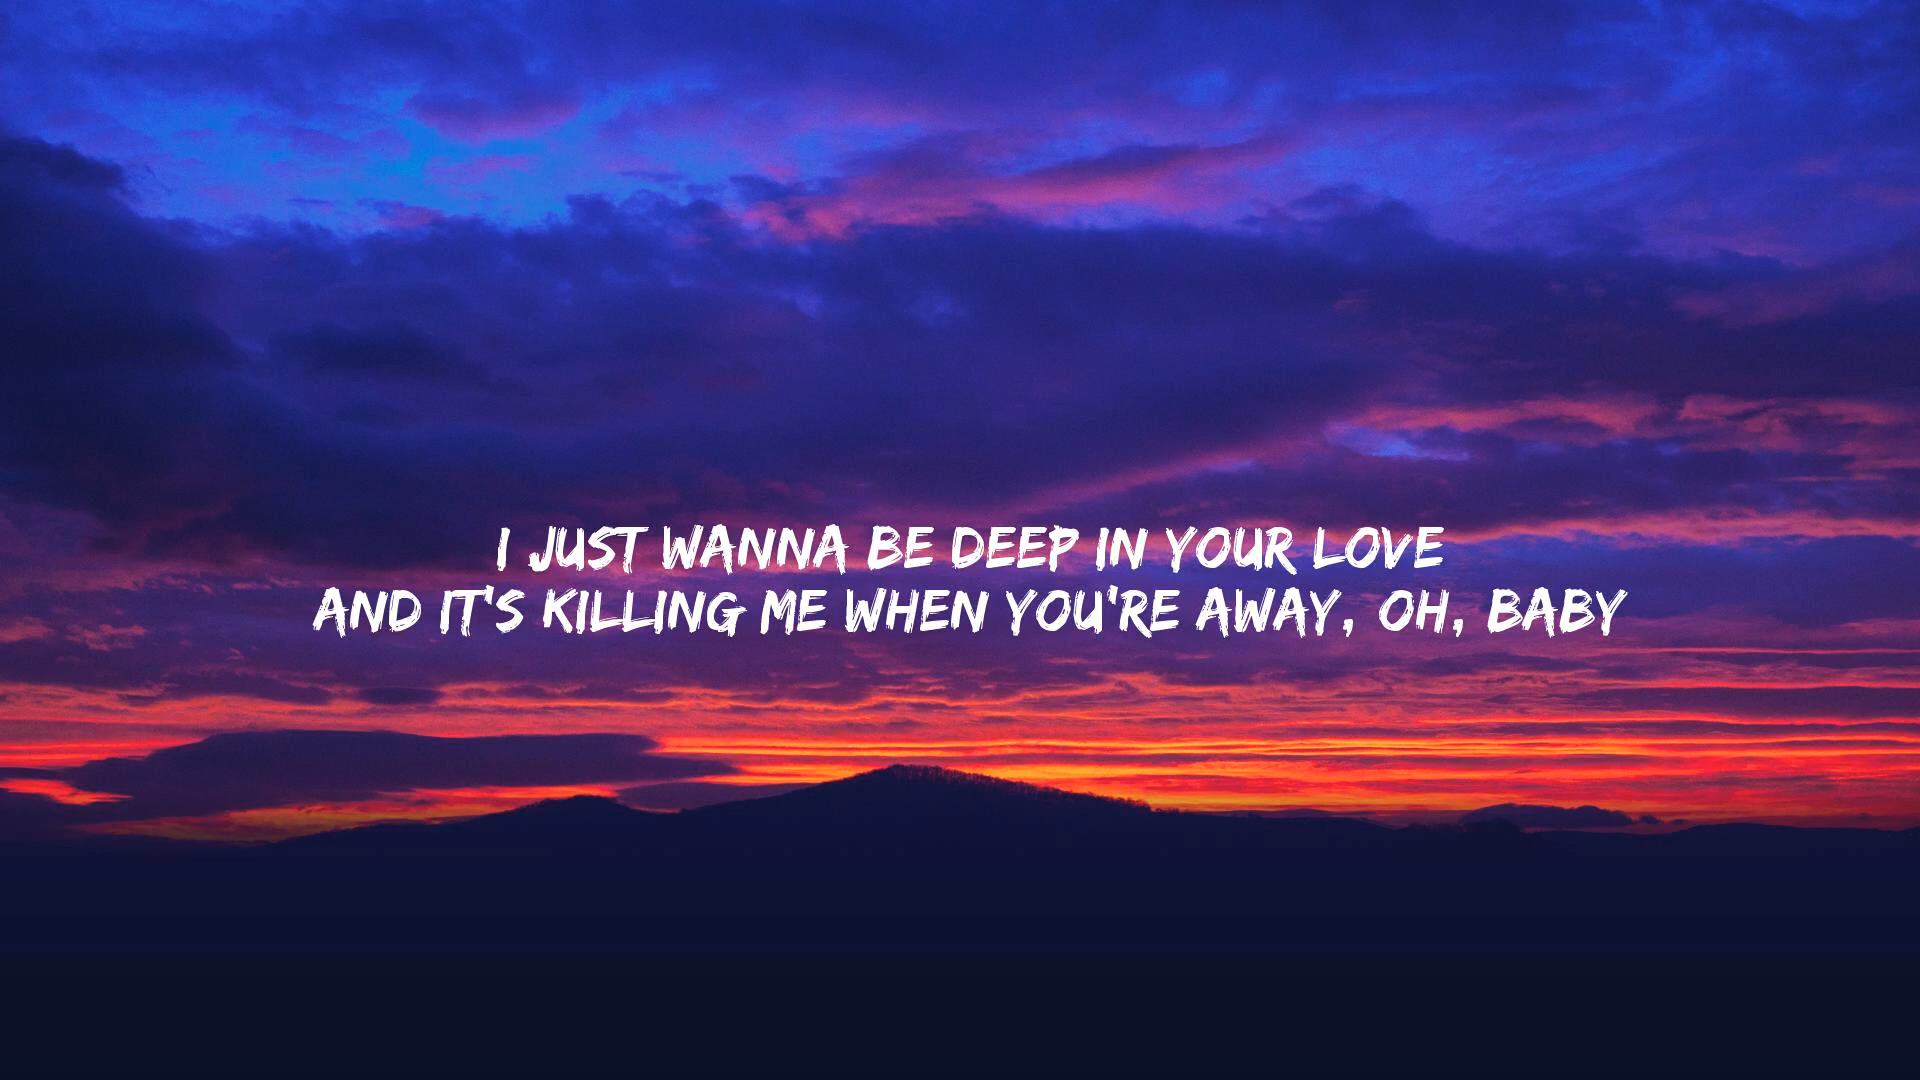 I JUST WANNA BE DEEP IN YOUR LOVE
AND IT'S KILLING ME WHEN YOU'RE AWAY, OH, BABY